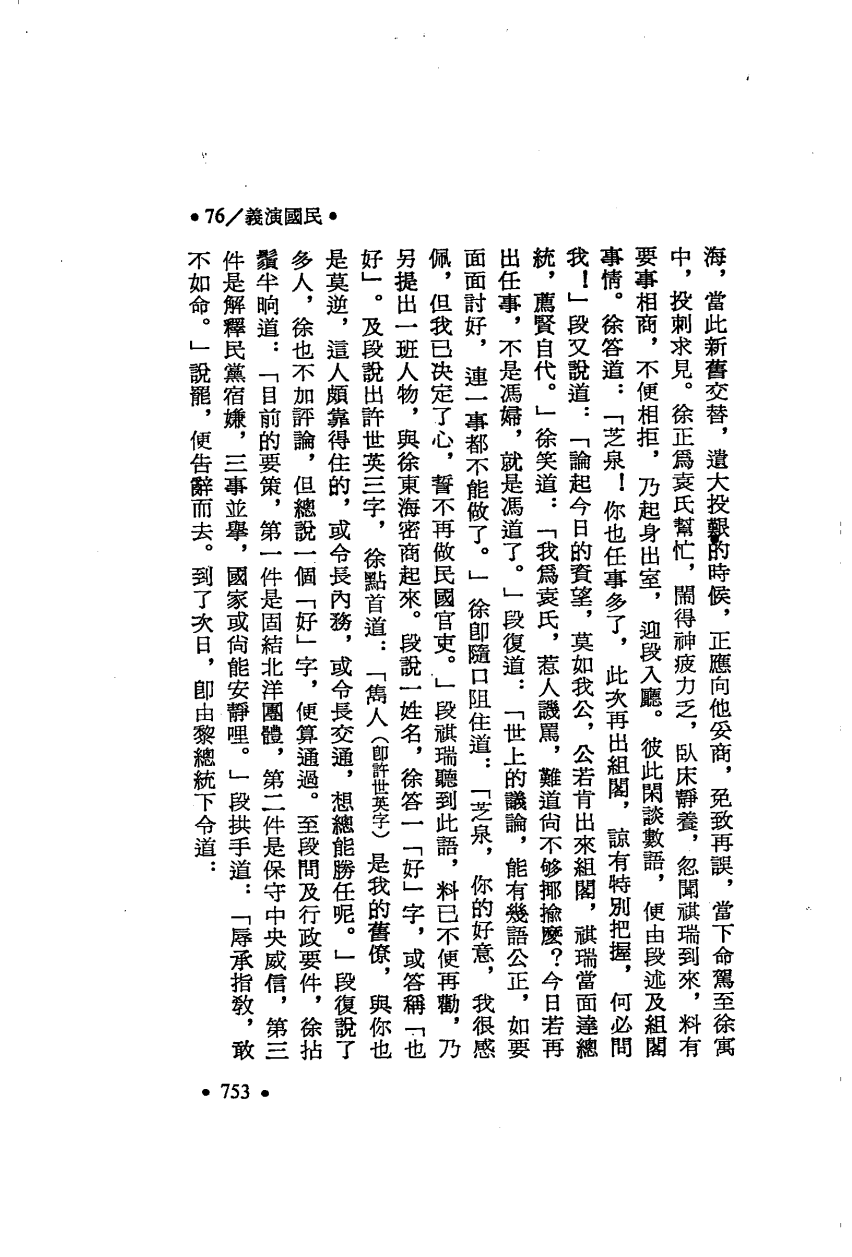 •76／義演國民•
海，當此新舊交替，遺大投艱的時候，正應向他妥商，免致再誤，當下命駕至徐寓
中，投刺求見。徐正爲袁氏幫忙，鬧得神疲力乏，臥床靜養，忽聞祺瑞到來，料有
要事相商，不便相拒，乃起身出室，迎段入廳。彼此閑談數語，便由段述及組閣
事情。徐答道：「芝泉！你也任事多了，此次再出組閣，諒有特別把握，何必問
我！」段又說道：「論起今日的資望，莫如我公，公若肯出來組閣，祺瑞當面達總
統，薦賢自代。」徐笑道：「我爲袁氏，惹人譏罵，難道尙不够揶揄麼？今日若再
出任事，不是馮婦，就是馮道了。」段復道：「世上的議論，能有幾語公正，如要
面面討好，連一事都不能做了。」徐卽隨口阻住道：「芝泉，你的好意，我很感
佩，但我已决定了心，誓不再做民國官吏。」段祺瑞聽到此語，料已不便再勸，乃
另提出一班人物，與徐東海密商起來。段說一姓名，徐答一「好」字，或答稱「也
好」。及段說出許世英三字，徐點首道：「雋人（卽許世英字）是我的舊僚，與你也
是莫逆，這人頗靠得住的，或令長內務，或令長交通，想總能勝任呢。」段復說了
多人，徐也不加評論，但總說一個「好」字，便算通過。至段問及行政要件，徐拈
鬚半晌道：「目前的要策，第一件是固結北洋團體，第二件是保守中央威信，第三
件是解釋民黨宿嫌，三事並舉，國家或尙能安靜哩。」段拱手道：「辱承指敎，敢
不如命。」說罷，便告辭而去。到了次日，卽由黎總統下令道：
•753•